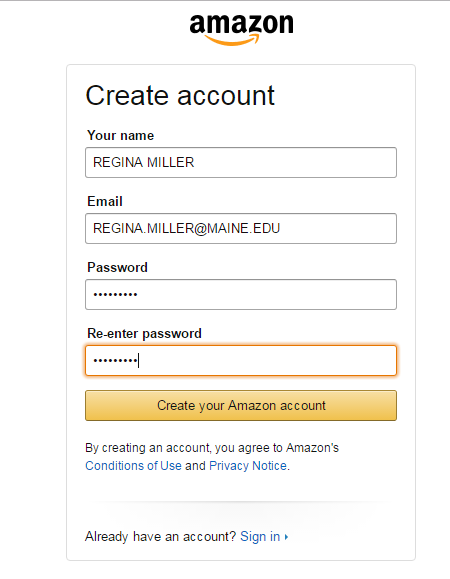 amazon
Create account
Your name
REGINA MILLER
Email
REGINA.MILLER@MAINE.EDU
Password
•••••••••
Re-enter password
•••••••••
Create your Amazon account
By creating an account, you agree to Amazon's
Conditions of Use and Privacy Notice.
Already have an account? Sign in